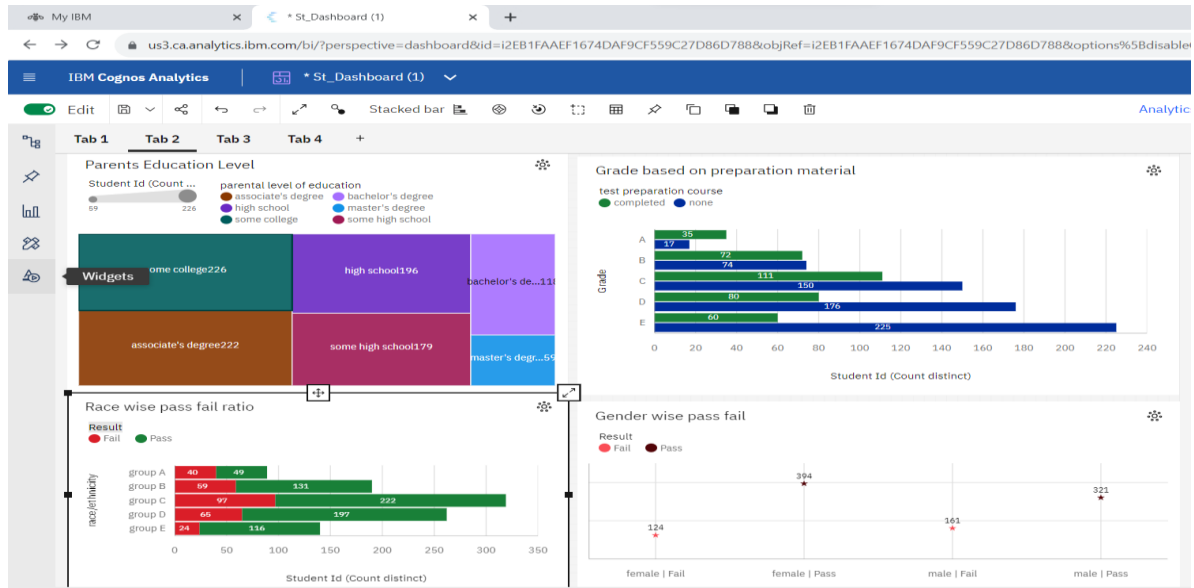 My IBM × * St_Dashboard (1) × +
us3.ca.analytics.ibm.com/bi/?perspective=dashboard&id=i2EB1FAAEF1674DAF9CF559C27D86D788&objRef=i2EB1FAAEF1674DAF9CF559C27D86D788&options%5Bdisable
IBM Cognos Analytics * St_Dashboard (1)
Edit Stacked bar Analytic
Tab 1 Tab 2 Tab 3 Tab 4 +
Parents Education Level
Student Id (Count ...
59 226
parental level of education
associate's degree bachelor's degree
high school master's degree
some college some high school
Widgets
ome college226
high school196
bachelor's de...118
associate's degree222
some high school179
master's degr...59
Grade based on preparation material
test preparation course
completed none
Grade
A 35
17
B 72
74
C 111
150
D 80
176
E 60
225
0 20 40 60 80 100 120 140 160 180 200 220 240
Student Id (Count distinct)
Race wise pass fail ratio
Result
Fail Pass
race/ethnicity
group A 40 49
group B 59 131
group C 97 222
group D 65 197
group E 24 116
0 50 100 150 200 250 300 350
Student Id (Count distinct)
Gender wise pass fail
Result
Fail Pass
394
321
124
161
female | Fail female | Pass male | Fail male | Pass